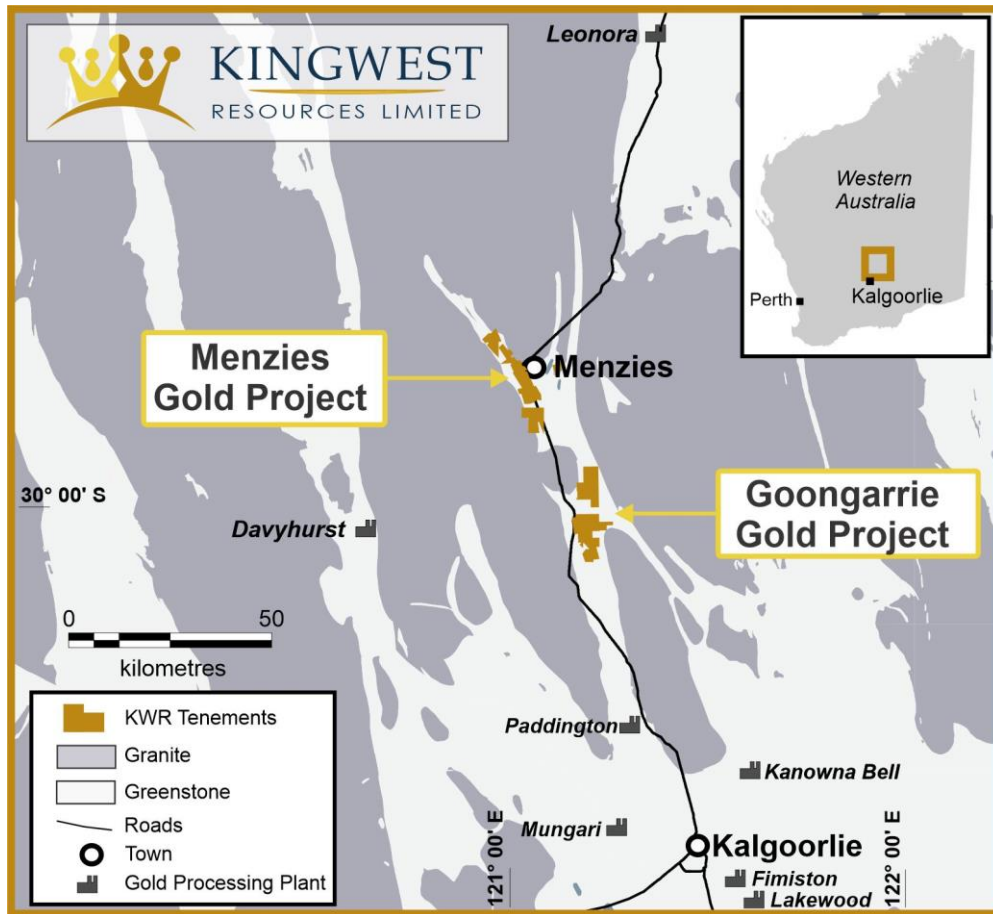 KINGWEST
RESOURCES LIMITED
Leonora
Western
Australia
Perth
Kalgoorlie
Menzies
Gold Project
Menzies
30° 00' S
Davyhurst
Goongarrie
Gold Project
0 50
kilometres
KWR Tenements
Granite
Greenstone
Roads
Town
Gold Processing Plant
Paddington
Kanowna Bell
Mungari
Kalgoorlie
121° 00' E
122° 00' E
Fimiston
Lakewood